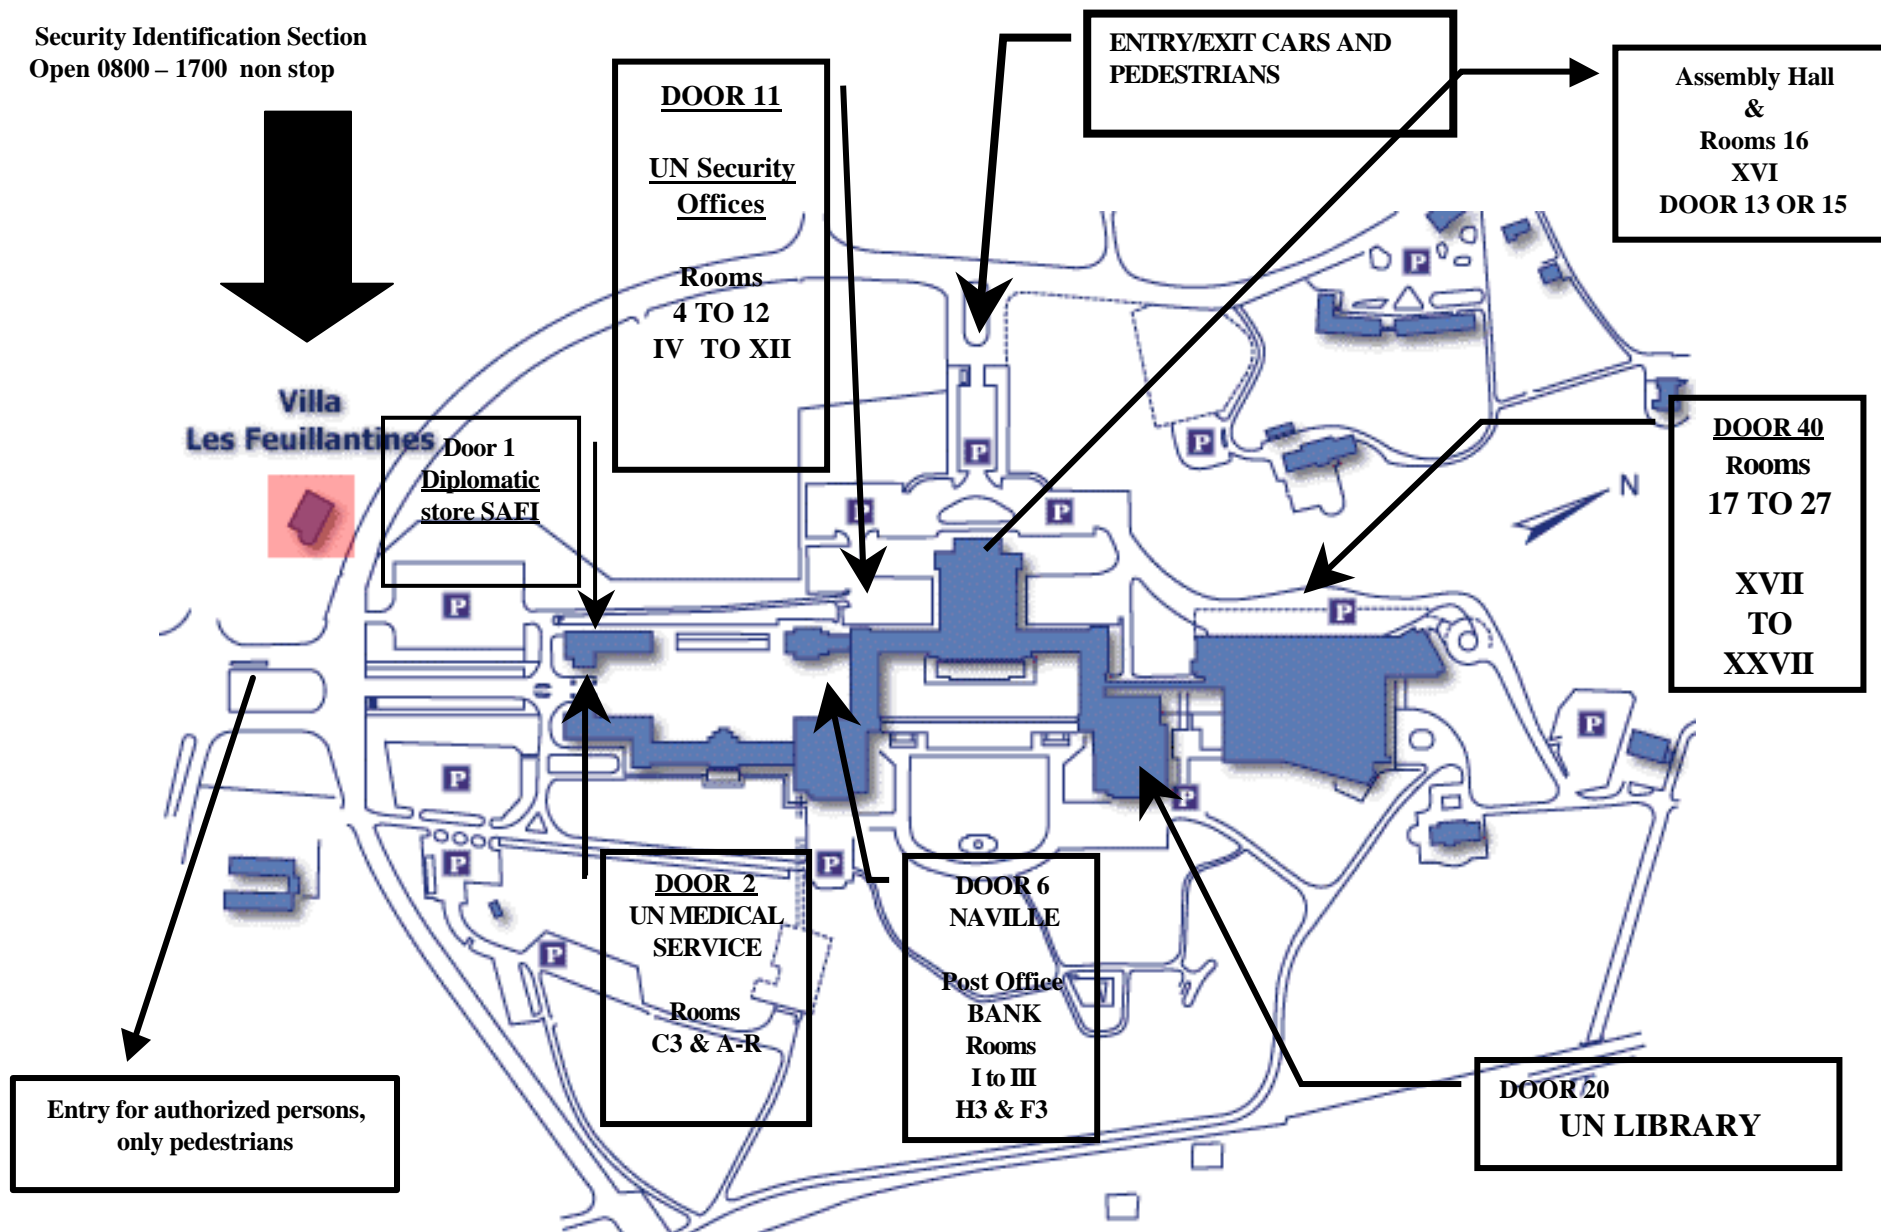 Security Identification Section
Open 0800 – 1700 non stop
ENTRY/EXIT CARS AND
PEDESTRIANS
Assembly Hall
&
Rooms 16
XVI
DOOR 13 OR 15
DOOR 11
UN Security
Offices
Rooms
4 TO 12
IV TO XII
Villa
Les Feuillantines
Door 1
Diplomatic
store SAFI
DOOR 40
Rooms
17 TO 27
XVII
TO
XXVII
N
P
P
P
P
P
P
P
P
P
P
P
P
P
P
DOOR 2
UN MEDICAL
SERVICE
Rooms
C3 & A-R
DOOR 6
NAVILLE
Post Office
BANK
Rooms
I to III
H3 & F3
DOOR 20
UN LIBRARY
Entry for authorized persons,
only pedestrians